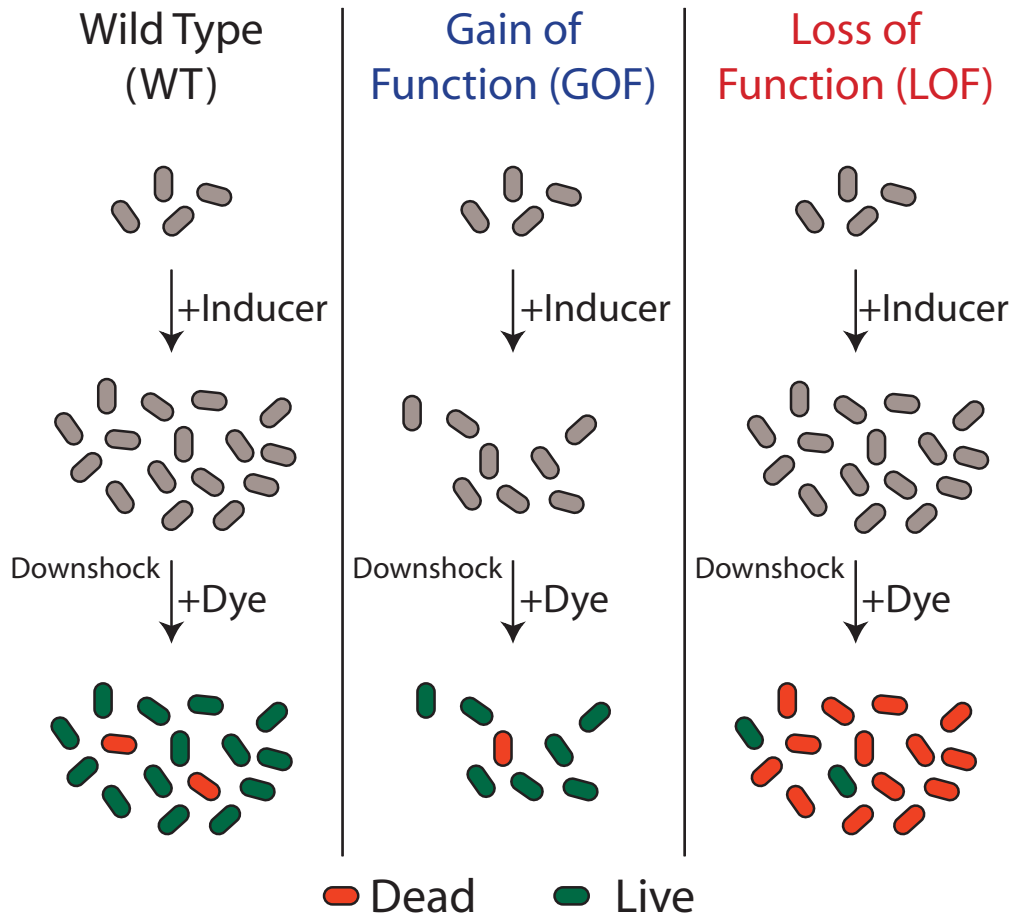 Wild Type
(WT)
Gain of
Function (GOF)
Loss of
Function (LOF)
+Inducer
+Inducer
+Inducer
Downshock
+Dye
Downshock
+Dye
Downshock
+Dye
Dead
Live